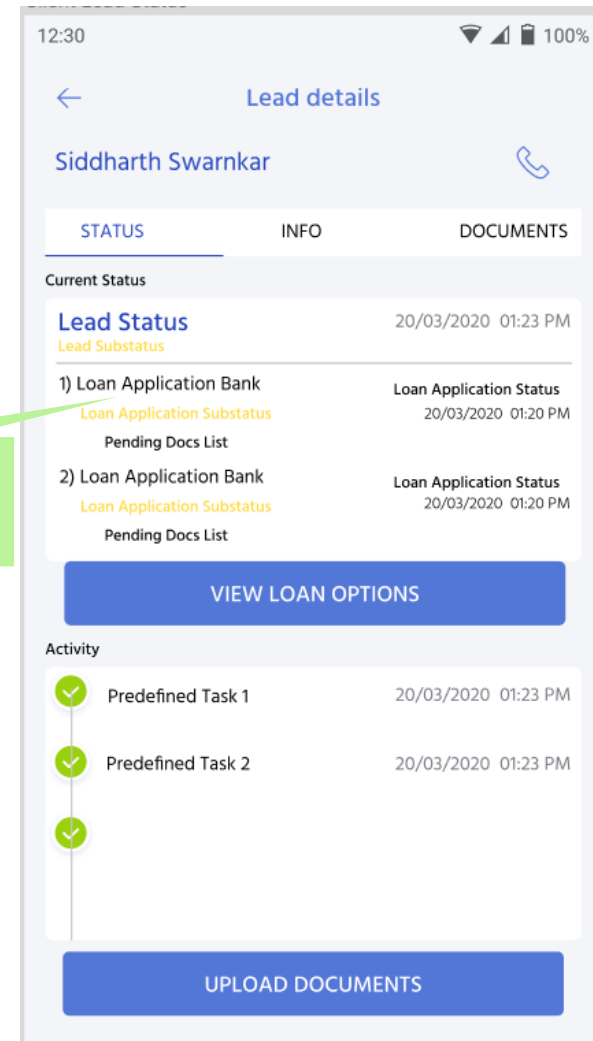 12:30 100%
Lead details
Siddharth Swarnkar
STATUS INFO DOCUMENTS
Current Status
Lead Status 20/03/2020 01:23 PM
Lead Substatus
1) Loan Application Bank Loan Application Status
Loan Application Substatus 20/03/2020 01:20 PM
Pending Docs List
2) Loan Application Bank Loan Application Status
Loan Application Substatus 20/03/2020 01:20 PM
Pending Docs List
VIEW LOAN OPTIONS
Activity
Predefined Task 1 20/03/2020 01:23 PM
Predefined Task 2 20/03/2020 01:23 PM
UPLOAD DOCUMENTS